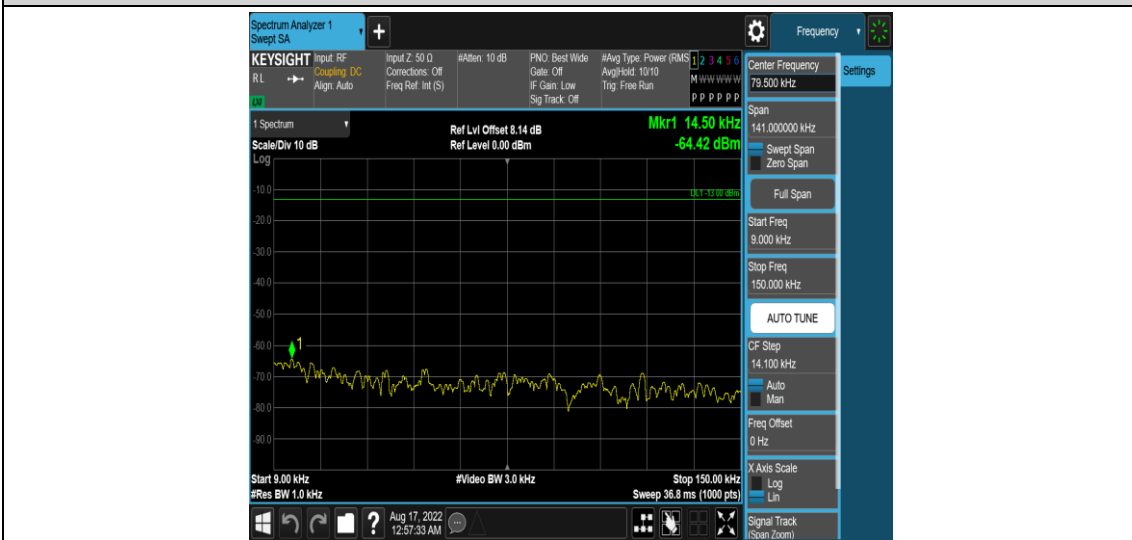 Spectrum Analyzer 1
Swept SA
+
Frequency
KEYSIGHT
RL
LXI
Input: RF
Coupling: DC
Align: Auto
Input Z: 50 Ω
Corrections: Off
Freq Ref: Int (S)
#Atten: 10 dB
PNO: Best Wide
Gate: Off
IF Gain: Low
Sig Track: Off
#Avg Type: Power (RMS
Avg|Hold: 10/10
Trig: Free Run
1 2 3 4 5 6
M W W W W W
P P P P P P
1 Spectrum
Scale/Div 10 dB
Log
Ref Lvl Offset 8.14 dB
Ref Level 0.00 dBm
Mkr1 14.50 kHz
-64.42 dBm
DL1 -13.00 dBm
-10.0
-20.0
-30.0
-40.0
-50.0
-60.0
1
-70.0
-80.0
-90.0
Start 9.00 kHz
#Video BW 3.0 kHz
Stop 150.00 kHz
#Res BW 1.0 kHz
Sweep 36.8 ms (1000 pts)
Center Frequency
79.500 kHz
Settings
Span
141.000000 kHz
Swept Span
Zero Span
Full Span
Start Freq
9.000 kHz
Stop Freq
150.000 kHz
AUTO TUNE
CF Step
14.100 kHz
Auto
Man
Freq Offset
0 Hz
X Axis Scale
Log
Lin
Signal Track
(Span Zoom)
?
Aug 17, 2022
12:57:33 AM